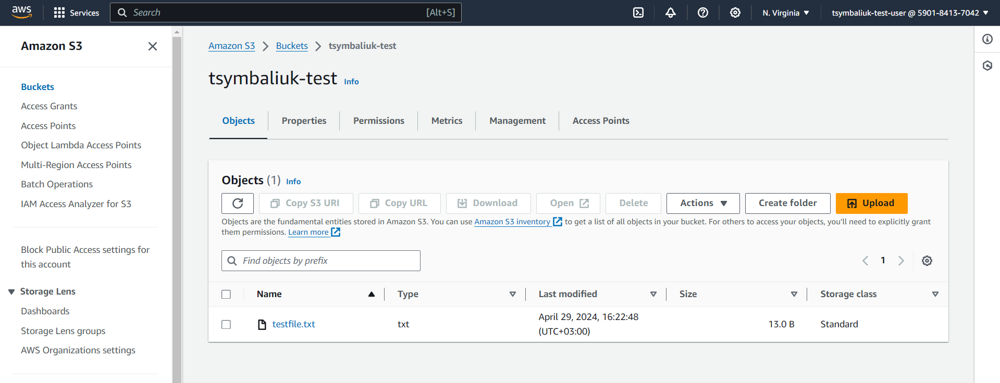 aws
Services
Search [Alt+S]
N. Virginia
tsymbaliuk-test-user @ 5901-8413-7042
Amazon S3
Buckets
Access Grants
Access Points
Object Lambda Access Points
Multi-Region Access Points
Batch Operations
IAM Access Analyzer for S3
Block Public Access settings for
this account
Storage Lens
Dashboards
Storage Lens groups
AWS Organizations settings
Amazon S3 Buckets tsymbaliuk-test
tsymbaliuk-test Info
Objects Properties Permissions Metrics Management Access Points
Objects (1) Info
Copy S3 URI Copy URL Download Open Delete Actions Create folder Upload
Objects are the fundamental entities stored in Amazon S3. You can use Amazon S3 inventory to get a list of all objects in your bucket. For others to access your objects, you'll need to explicitly grant
them permissions. Learn more
Find objects by prefix
1
Name Type Last modified Size Storage class
testfile.txt txt April 29, 2024, 16:22:48 13.0 B Standard
(UTC+03:00)